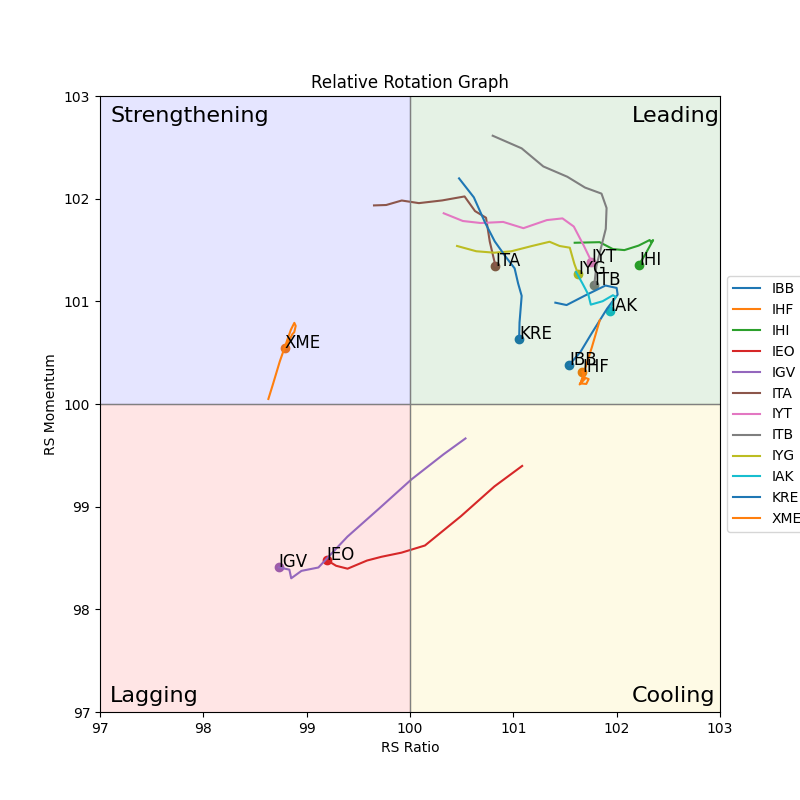 Relative Rotation Graph
103
Strengthening
Leading
102
IYT
IHI
ITA
IYG
ITB
101
IAK
KRE
XME
IBB
IHF
100
99
IEO
IGV
98
Lagging
Cooling
97
97 98 99 100 101 102 103
RS Ratio
RS Momentum
IBB
IHF
IHI
IEO
IGV
ITA
IYT
ITB
IYG
IAK
KRE
XME